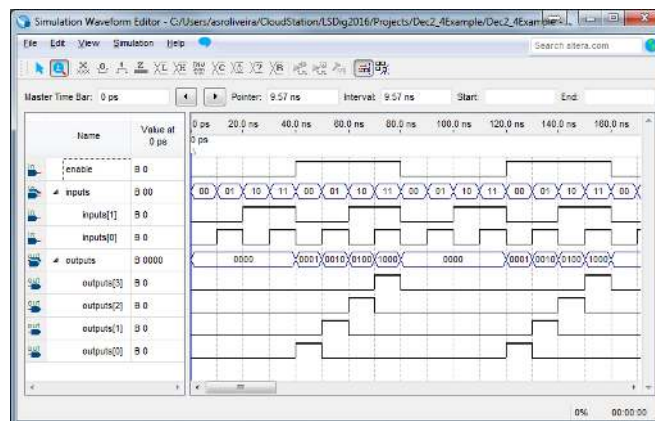 Simulation Waveform Editor - C:/Users/asroliveira/CloudStation/LSDig2016/Projects/Dec2_4Example/Dec2_4Example
File Edit View Simulation Help Search altera.com
Master Time Bar: 0 ps Pointer: 9.57 ns Interval: 9.57 ns Start: End:
Name Value at 0 ps 0 ps 20.0 ns 40.0 ns 60.0 ns 80.0 ns 100.0 ns 120.0 ns 140.0 ns 160.0 ns
0 ps
enable B 0
inputs B 00 00 01 10 11 00 01 10 11 00 01 10 11 00 01 10 11 00
inputs[1] B 0
inputs[0] B 0
outputs B 0000 0000 0001 0010 0100 1000 0000 0001 0010 0100 1000
outputs[3] B 0
outputs[2] B 0
outputs[1] B 0
outputs[0] B 0
0% 00:00:00